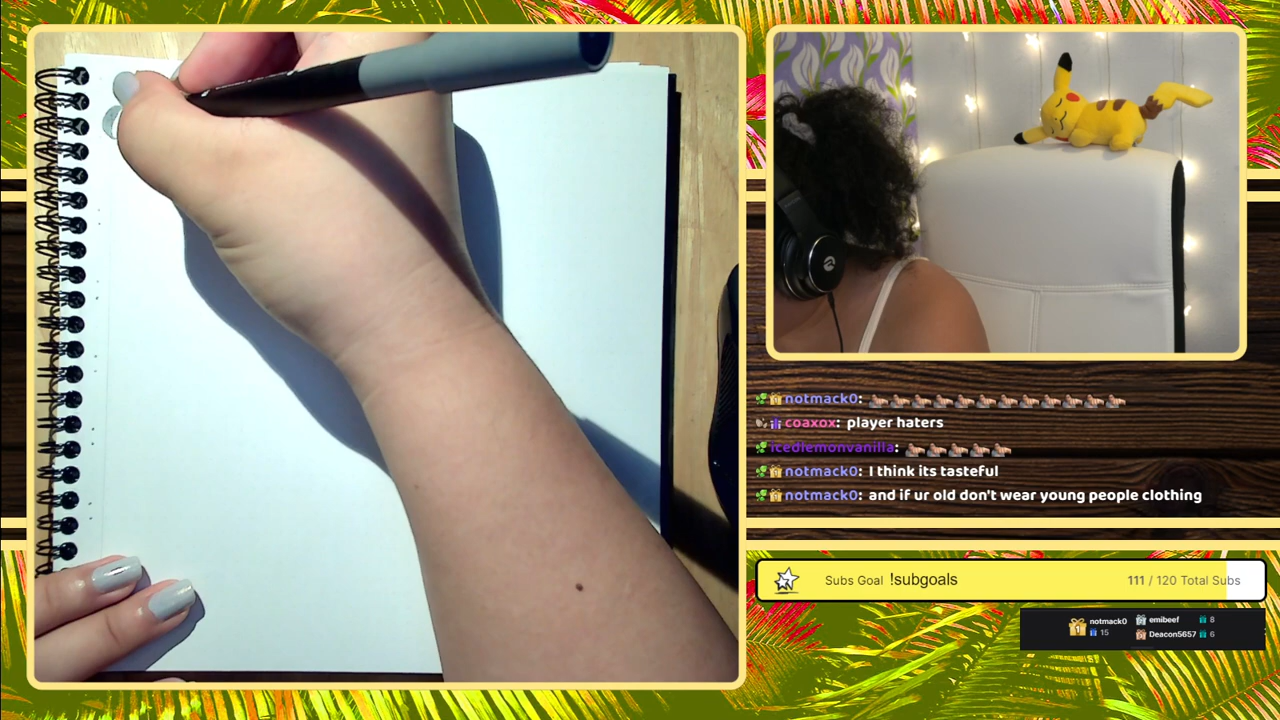 notmack0:
coaxox: player haters
icedlemonvanilla:
notmack0: I think its tasteful
notmack0: and if ur old don't wear young people clothing
Subs Goal !subgoals 111 / 120 Total Subs
1 notmack0 15
emibeef 8
Deacon5657 6